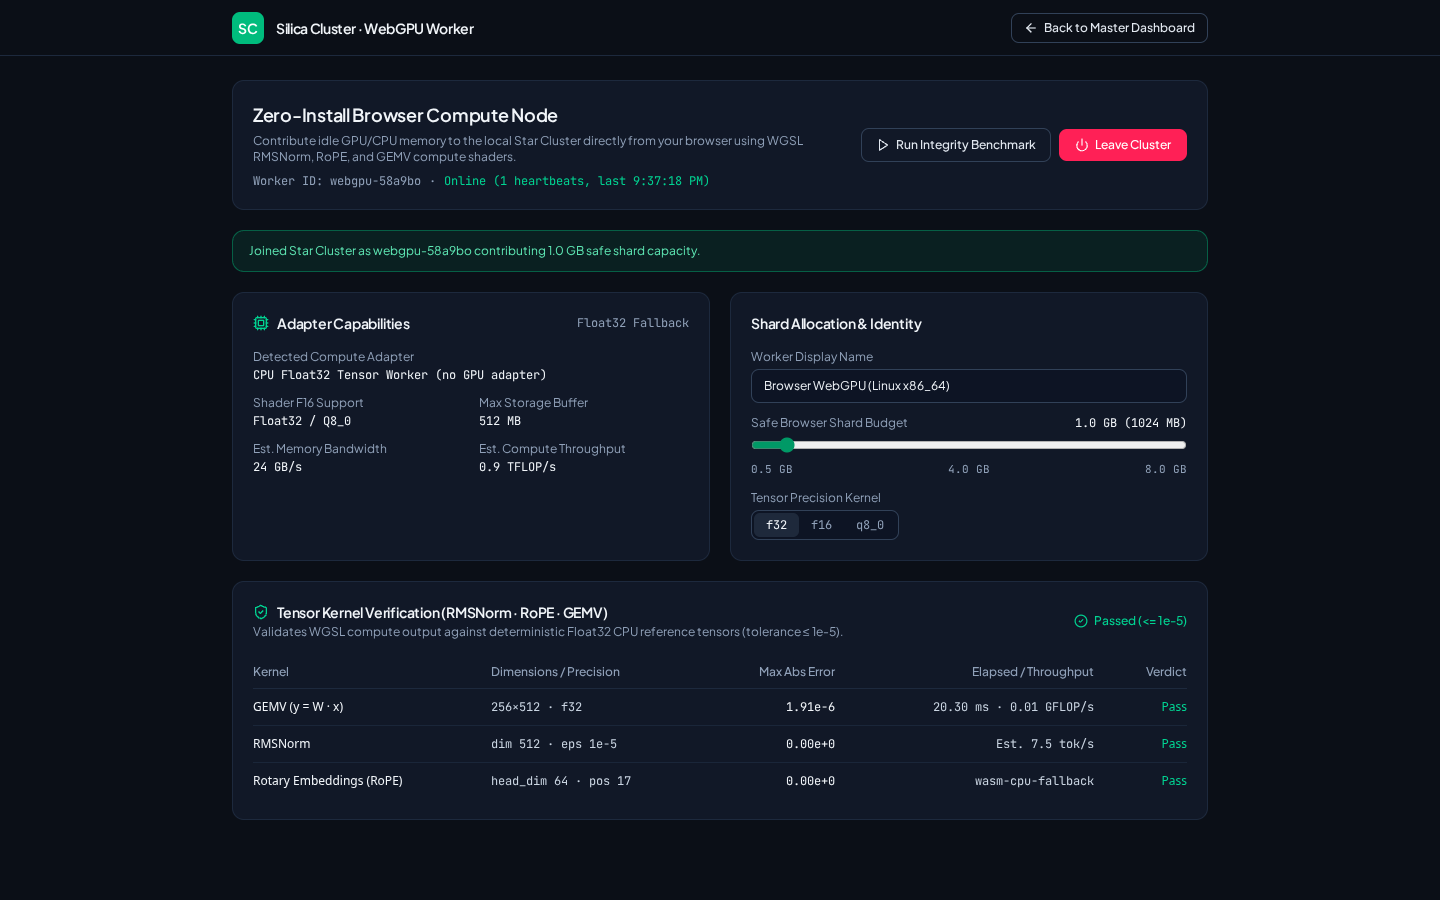 SC
Silica Cluster · WebGPU Worker
Back to Master Dashboard
Zero-Install Browser Compute Node
Contribute idle GPU/CPU memory to the local Star Cluster directly from your browser using WGSL
RMSNorm, RoPE, and GEMV compute shaders.
Worker ID: webgpu-58a9bo · Online (1 heartbeats, last 9:37:18 PM)
Run Integrity Benchmark
Leave Cluster
Joined Star Cluster as webgpu-58a9bo contributing 1.0 GB safe shard capacity.
Adapter Capabilities
Float32 Fallback
Detected Compute Adapter
CPU Float32 Tensor Worker (no GPU adapter)
Shader F16 Support
Max Storage Buffer
Float32 / Q8_0
512 MB
Est. Memory Bandwidth
Est. Compute Throughput
24 GB/s
0.9 TFLOP/s
Shard Allocation & Identity
Worker Display Name
Browser WebGPU (Linux x86_64)
Safe Browser Shard Budget
1.0 GB (1024 MB)
0.5 GB
4.0 GB
8.0 GB
Tensor Precision Kernel
f32 f16 q8_0
Tensor Kernel Verification (RMSNorm · RoPE · GEMV)
Validates WGSL compute output against deterministic Float32 CPU reference tensors (tolerance ≤ 1e-5).
Passed (<= 1e-5)
Kernel Dimensions / Precision Max Abs Error Elapsed / Throughput Verdict
GEMV (y = W · x) 256×512 · f32 1.91e-6 20.30 ms · 0.01 GFLOP/s Pass
RMSNorm dim 512 · eps 1e-5 0.00e+0 Est. 7.5 tok/s Pass
Rotary Embeddings (RoPE) head_dim 64 · pos 17 0.00e+0 wasm-cpu-fallback Pass